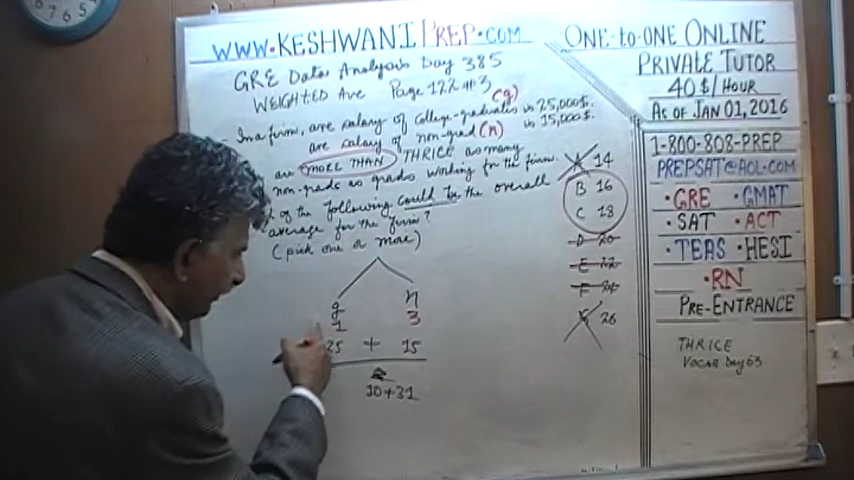 WWW.KESHWANIPREP.COM
GRE Data Analysis Day 385
WEIGHTED Ave Page 122 #3
In a firm, ave salary of College-graduates (g) is 25,000$.
ave salary of non-grad (n) is 15,000$.
are MORE THAN THRICE as many
non-grads as grads working for the firm.
of the following could be the overall
average for the firm?
(pick one or more)
A 14
B 16
C 18
D 20
E 22
F 24
26
g n
1 3
25 + 15
10+31
ONE-to-ONE ONLINE
PRIVATE TUTOR
40 $/HOUR
AS OF JAN 01, 2016
1-800-808-PREP
PREPSAT@AOL.COM
•GRE •GMAT
•SAT •ACT
•TEAS •HESI
•RN
PRE-ENTRANCE
THRICE
VOCAB Day 63
7 6 5